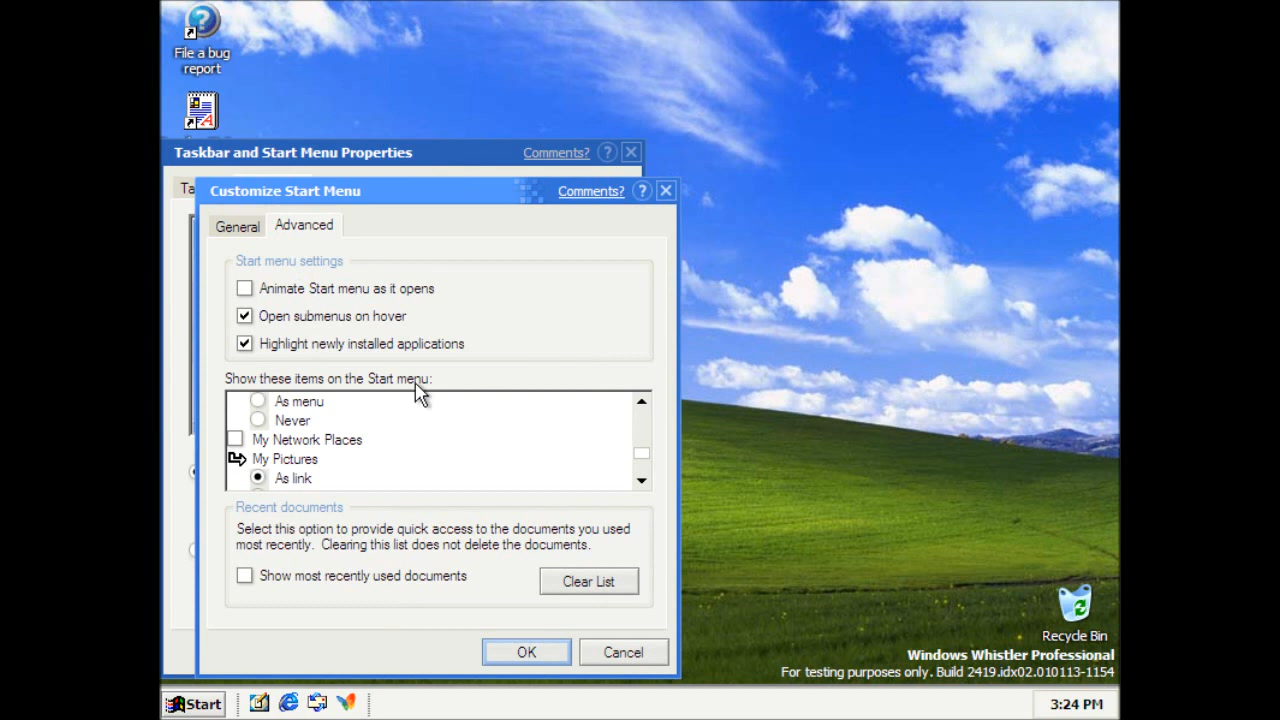 File a bug
report
Taskbar and Start Menu Properties
Comments?
Customize Start Menu
Comments?
General
Advanced
Start menu settings
Animate Start menu as it opens
Open submenus on hover
Highlight newly installed applications
Show these items on the Start menu:
As menu
Never
My Network Places
My Pictures
As link
Recent documents
Select this option to provide quick access to the documents you used
most recently. Clearing this list does not delete the documents.
Show most recently used documents
Clear List
OK
Cancel
Recycle Bin
Windows Whistler Professional
For testing purposes only. Build 2419.idx02.010113-1154
Start
3:24 PM